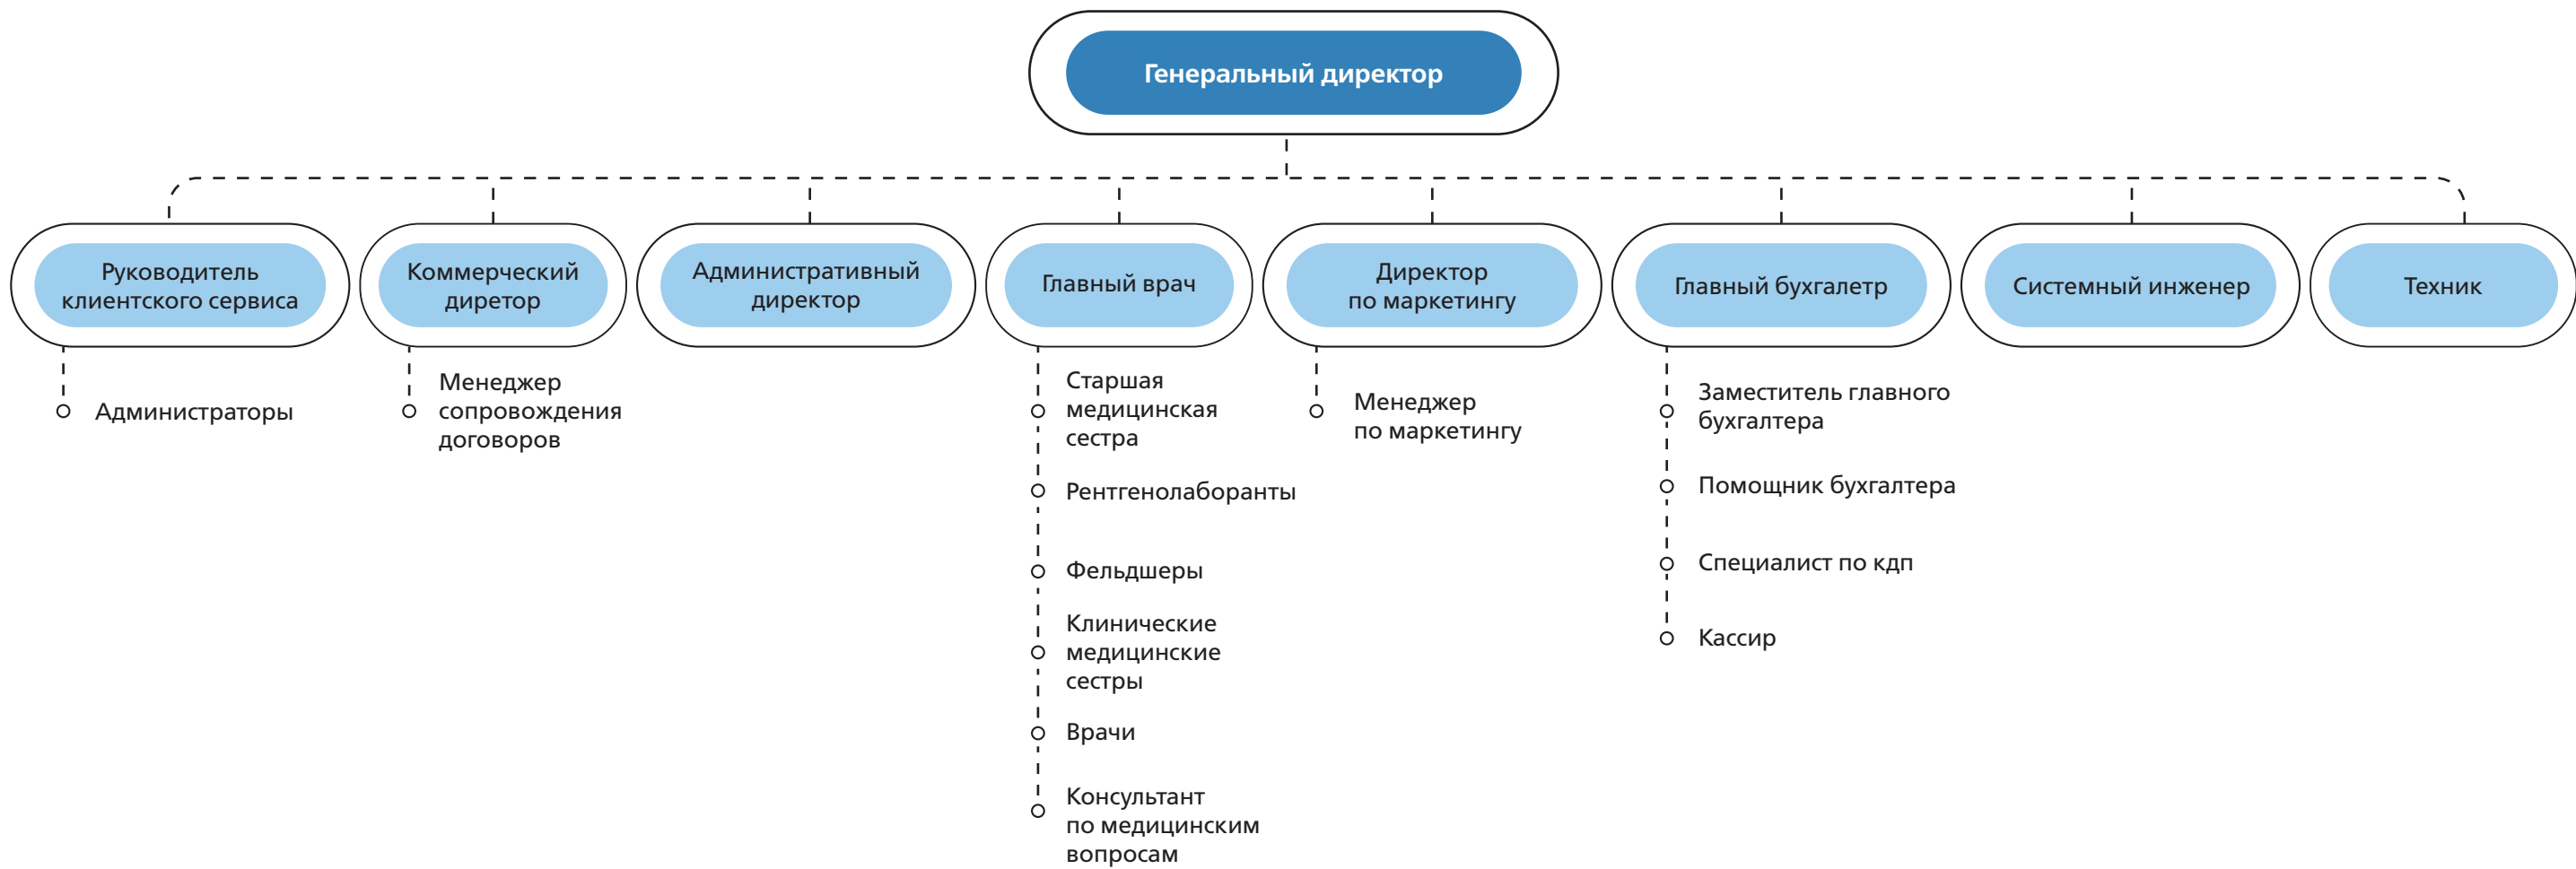 Генеральный директор
Руководитель
клиентского сервиса
Коммерческий
диретор
Административный
директор
Главный врач
Директор
по маркетингу
Главный бухгалетр
Системный инженер
Техник
Администраторы
Менеджер
сопровождения
договоров
Старшая
медицинская
сестра
Рентгенолаборанты
Фельдшеры
Клинические
медицинские
сестры
Врачи
Консультант
по медицинским
вопросам
Менеджер
по маркетингу
Заместитель главного
бухгалтера
Помощник бухгалтера
Специалист по кдп
Кассир